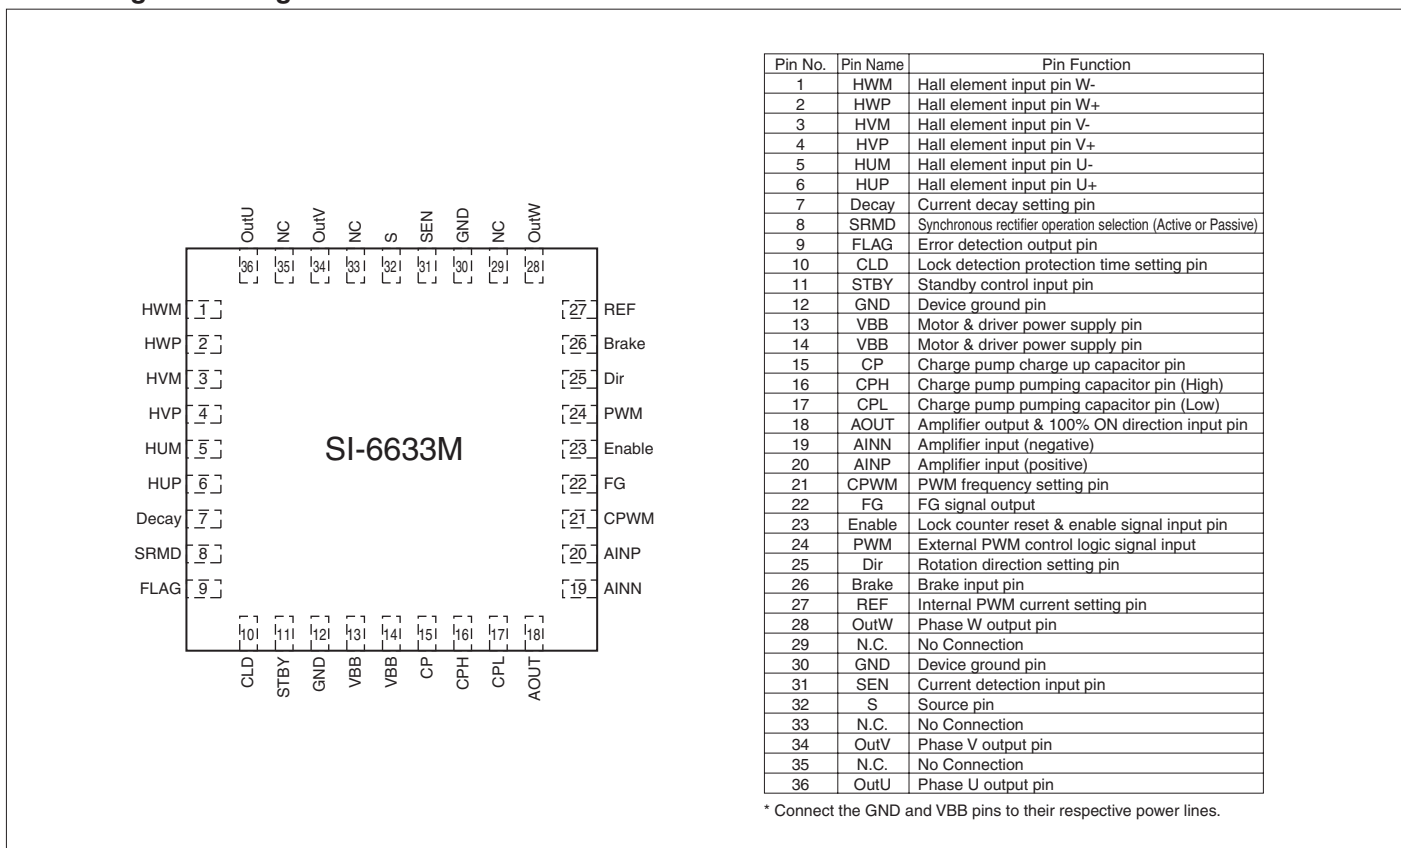 OutU
NC
OutV
NC
S
SEN
GND
NC
OutW
36 35 34 33 32 31 30 29 28
HWM 1
HWP 2
HVM 3
HVP 4
HUM 5
HUP 6
Decay 7
SRMD 8
FLAG 9
SI-6633M
27 REF
26 Brake
25 Dir
24 PWM
23 Enable
22 FG
21 CPWM
20 AINP
19 AINN
10 11 12 13 14 15 16 17 18
CLD
STBY
GND
VBB
VBB
CP
CPH
CPL
AOUT
Pin No. Pin Name Pin Function
1 HWM Hall element input pin W-
2 HWP Hall element input pin W+
3 HVM Hall element input pin V-
4 HVP Hall element input pin V+
5 HUM Hall element input pin U-
6 HUP Hall element input pin U+
7 Decay Current decay setting pin
8 SRMD Synchronous rectifier operation selection (Active or Passive)
9 FLAG Error detection output pin
10 CLD Lock detection protection time setting pin
11 STBY Standby control input pin
12 GND Device ground pin
13 VBB Motor & driver power supply pin
14 VBB Motor & driver power supply pin
15 CP Charge pump charge up capacitor pin
16 CPH Charge pump pumping capacitor pin (High)
17 CPL Charge pump pumping capacitor pin (Low)
18 AOUT Amplifier output & 100% ON direction input pin
19 AINN Amplifier input (negative)
20 AINP Amplifier input (positive)
21 CPWM PWM frequency setting pin
22 FG FG signal output
23 Enable Lock counter reset & enable signal input pin
24 PWM External PWM control logic signal input
25 Dir Rotation direction setting pin
26 Brake Brake input pin
27 REF Internal PWM current setting pin
28 OutW Phase W output pin
29 N.C. No Connection
30 GND Device ground pin
31 SEN Current detection input pin
32 S Source pin
33 N.C. No Connection
34 OutV Phase V output pin
35 N.C. No Connection
36 OutU Phase U output pin
* Connect the GND and VBB pins to their respective power lines.